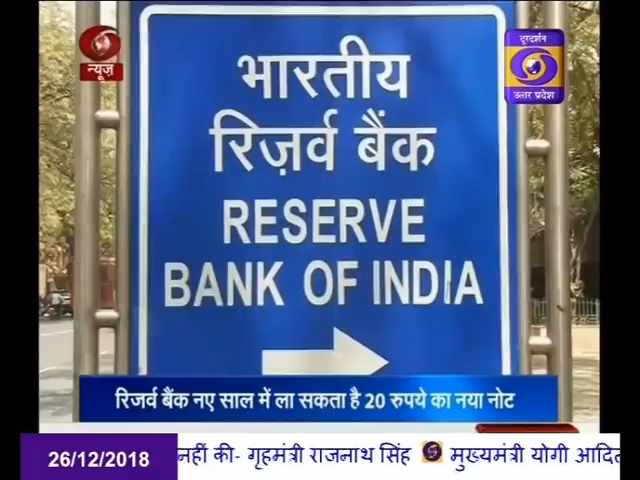 न्यूज़
दूरदर्शन
उत्तर प्रदेश
भारतीय
रिज़र्व बैंक
RESERVE
BANK OF INDIA
रिजर्व बैंक नए साल में ला सकता है 20 रुपये का नया नोट
26/12/2018 नहीं की- गृहमंत्री राजनाथ सिंह मुख्यमंत्री योगी